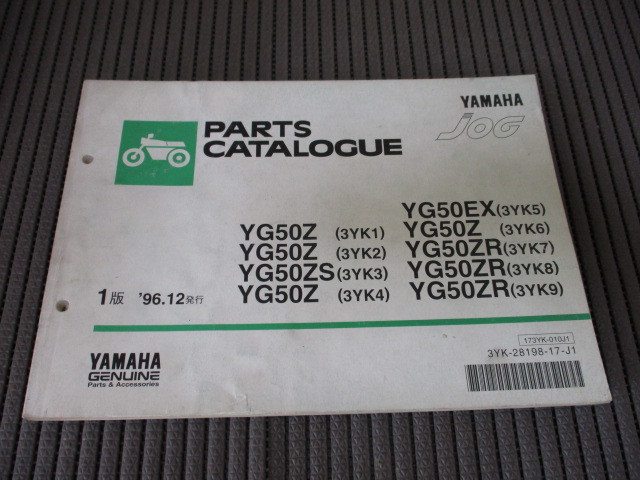 YAMAHA
JOG
PARTS
CATALOGUE
YG50Z (3YK1)
YG50Z (3YK2)
YG50ZS(3YK3)
YG50Z (3YK4)
YG50EX(3YK5)
YG50Z (3YK6)
YG50ZR(3YK7)
YG50ZR(3YK8)
YG50ZR(3YK9)
1版 '96.12発行
173YK-010J1
3YK-28198-17-J1
YAMAHA
GENUINE
Parts & Accessories